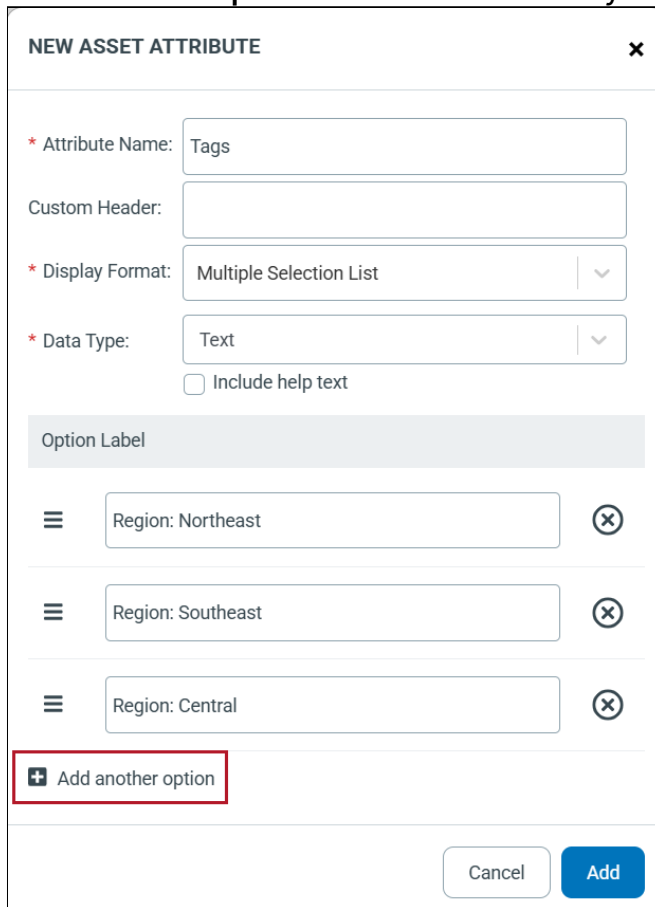 NEW ASSET ATTRIBUTE
* Attribute Name: Tags
Custom Header:
* Display Format: Multiple Selection List
* Data Type: Text
Include help text
Option Label
Region: Northeast
Region: Southeast
Region: Central
Add another option
Cancel Add